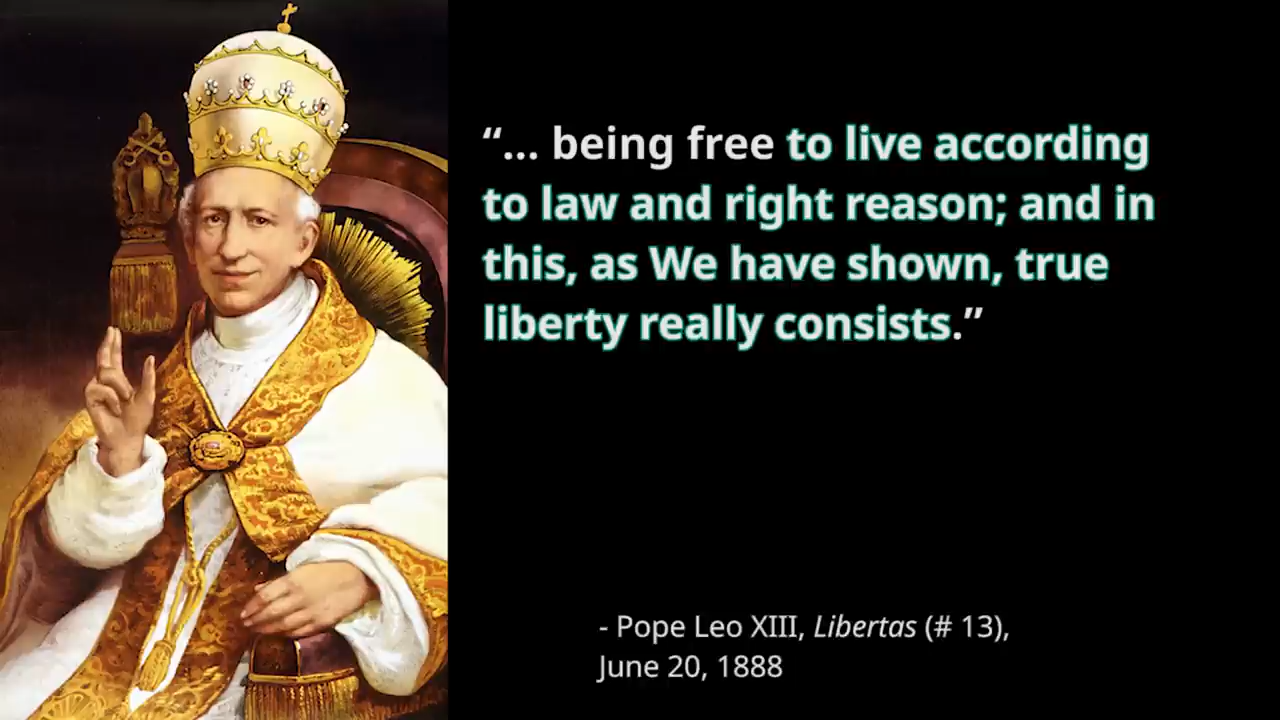 “... being free to live according
to law and right reason; and in
this, as We have shown, true
liberty really consists.”
- Pope Leo XIII, Libertas (# 13),
June 20, 1888